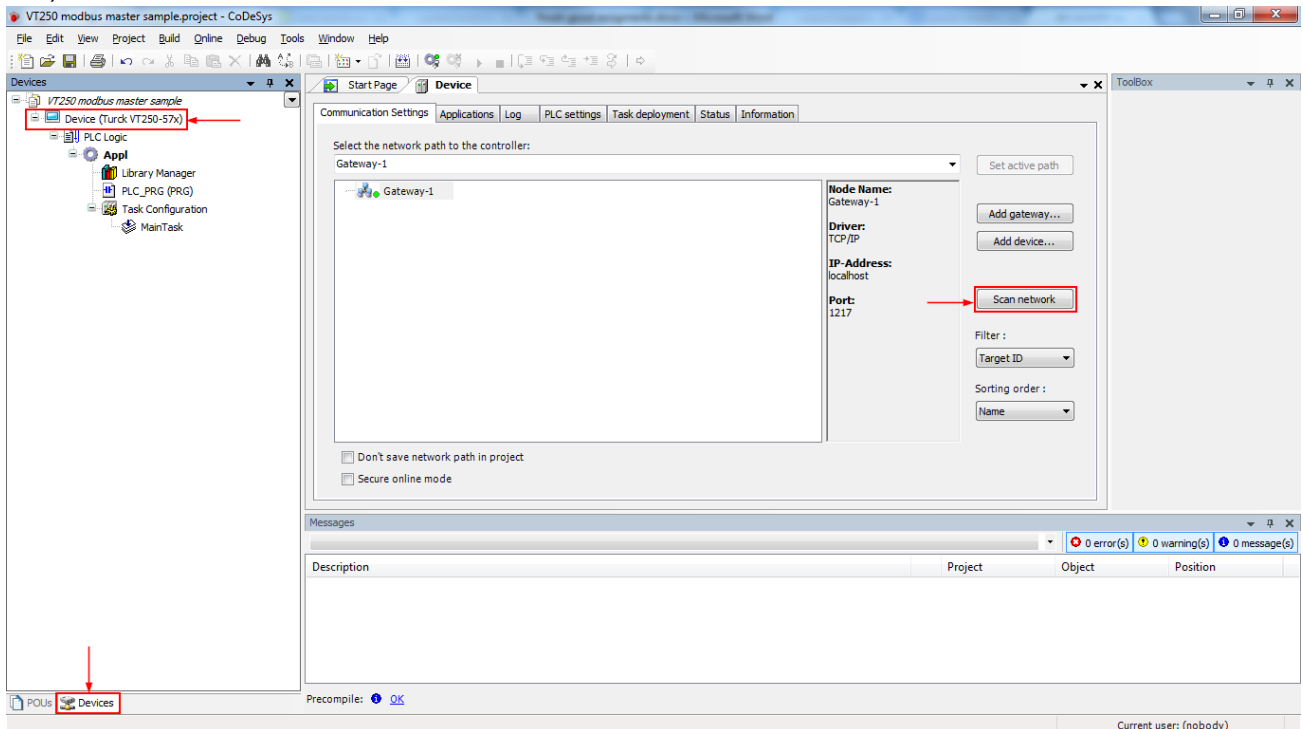 VT250 modbus master sample.project - CoDeSys
File Edit View Project Build Online Debug Tools Window Help
Devices
VT250 modbus master sample
Device (Turck VT250-57x)
PLC Logic
Appl
Library Manager
PLC_PRG (PRG)
Task Configuration
MainTask
POUs Devices
Start Page Device
Communication Settings Applications Log PLC settings Task deployment Status Information
Select the network path to the controller:
Gateway-1
Set active path
Gateway-1
Node Name:
Gateway-1
Driver:
TCP/IP
IP-Address:
localhost
Port:
1217
Add gateway...
Add device...
Scan network
Filter :
Target ID
Sorting order :
Name
Don't save network path in project
Secure online mode
ToolBox
Messages
0 error(s) 0 warning(s) 0 message(s)
Description Project Object Position
Precompile: OK
Current user: (nobody)